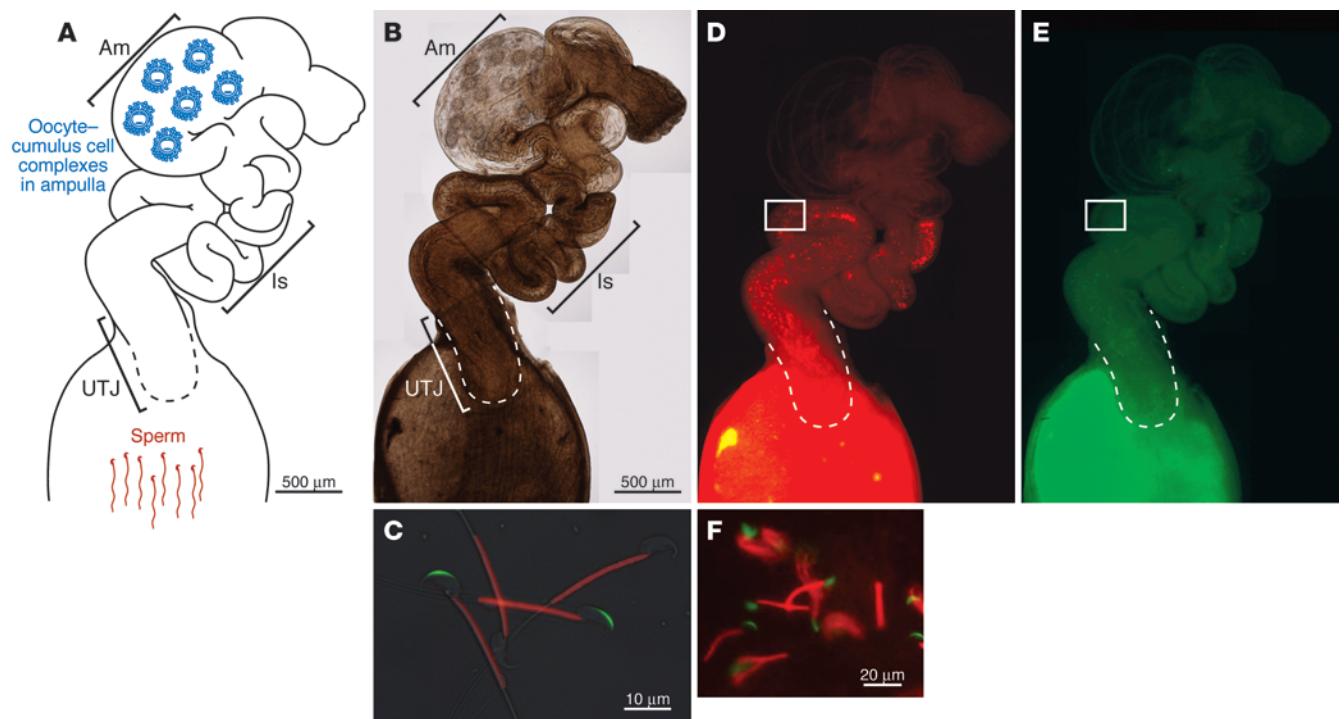 A
Am
Oocyte–
cumulus cell
complexes
in ampulla
Is
UTJ
Sperm
500 μm
B
Am
Is
UTJ
500 μm
D
E
C
10 μm
F
20 μm